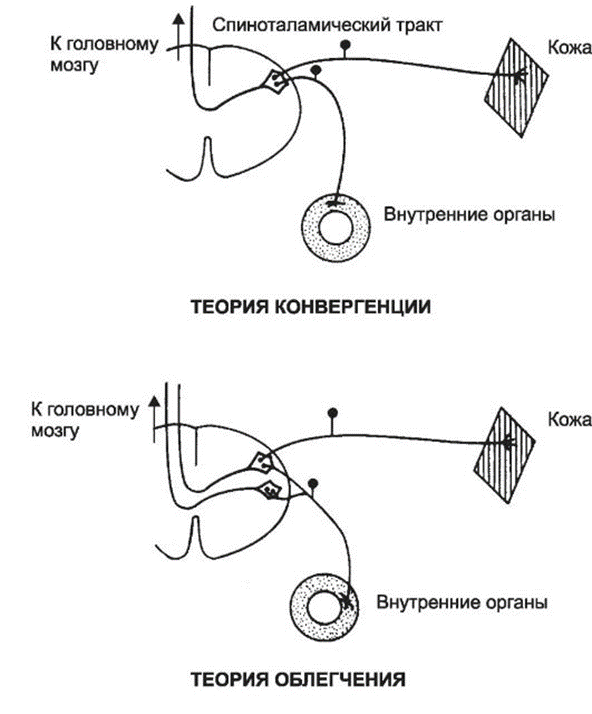 Спиноталамический тракт
К головному
мозгу
Кожа
Внутренние органы
ТЕОРИЯ КОНВЕРГЕНЦИИ
К головному
мозгу
Кожа
Внутренние органы
ТЕОРИЯ ОБЛЕГЧЕНИЯ